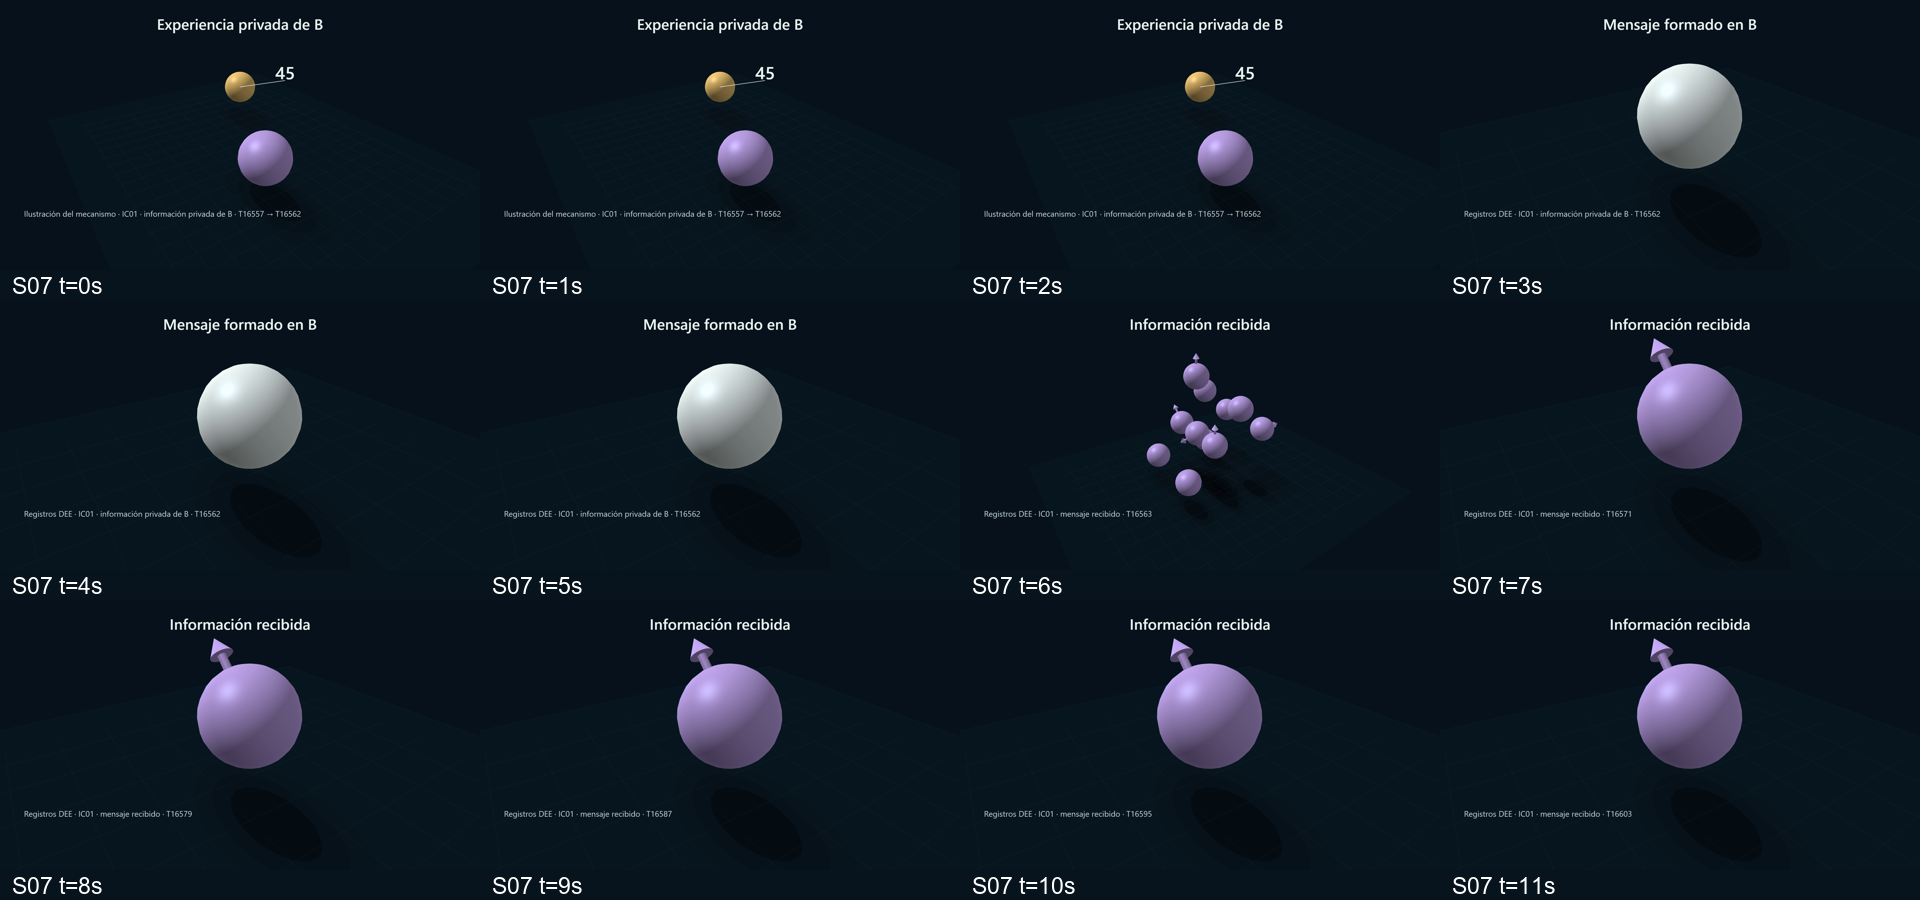 Experiencia privada de B
45
Ilustración del mecanismo · IC01 · información privada de B · T16557 → T16562
S07 t=0s
Experiencia privada de B
45
Ilustración del mecanismo · IC01 · información privada de B · T16557 → T16562
S07 t=1s
Experiencia privada de B
45
Ilustración del mecanismo · IC01 · información privada de B · T16557 → T16562
S07 t=2s
Mensaje formado en B
Registros DEE · IC01 · información privada de B · T16562
S07 t=3s
Mensaje formado en B
Registros DEE · IC01 · información privada de B · T16562
S07 t=4s
Mensaje formado en B
Registros DEE · IC01 · información privada de B · T16562
S07 t=5s
Información recibida
Registros DEE · IC01 · mensaje recibido · T16563
S07 t=6s
Información recibida
Registros DEE · IC01 · mensaje recibido · T16571
S07 t=7s
Información recibida
Registros DEE · IC01 · mensaje recibido · T16579
S07 t=8s
Información recibida
Registros DEE · IC01 · mensaje recibido · T16587
S07 t=9s
Información recibida
Registros DEE · IC01 · mensaje recibido · T16595
S07 t=10s
Información recibida
Registros DEE · IC01 · mensaje recibido · T16603
S07 t=11s